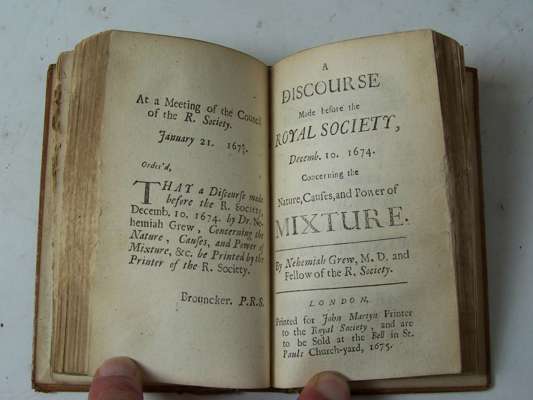 At a Meeting of the Council
of the R. Society.
January 21.
Order'd,
THAT a Diſcourſe made
before the R. Society,
Decemb. 10. 1674. by Dr. Ne-
hemiah Grew, Concerning the
Nature, Cauſes, and Power of
Mixture, &c. be Printed by the
Printer of the R. Society.
Brouncker. P.R.S.
A
DISCOURSE
Made before the
ROYAL SOCIETY,
Decemb. 10. 1674.
Concerning the
Nature, Cauſes, and Power of
MIXTURE.
By Nehemiah Grew, M. D. and
Fellow of the R. Society.
LONDON,
Printed for John Martyn Printer
to the Royal Society, and are
to be Sold at the Bell in St.
Pauls Church-yard, 1675.